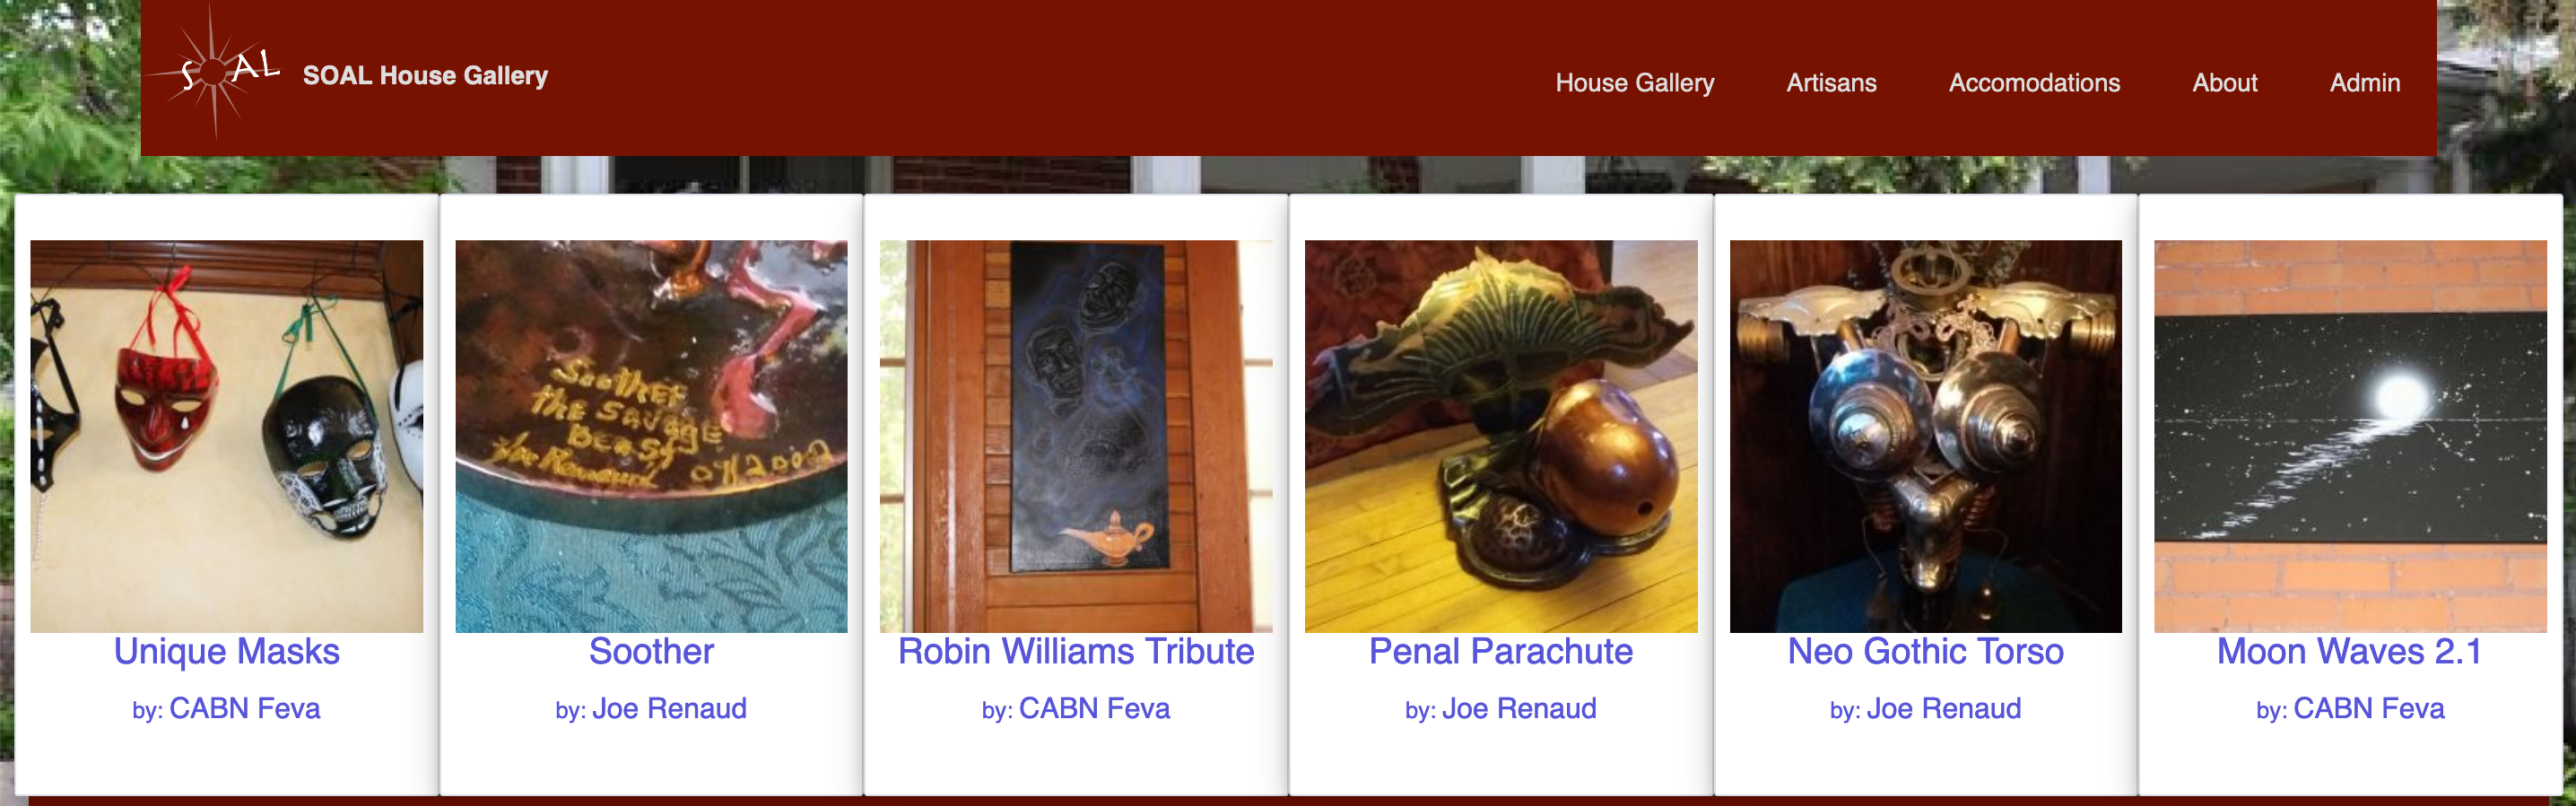 S AL
SOAL House Gallery
House Gallery
Artisans
Accomodations
About
Admin
SootHEr
thE SAVAGE
BEASt
Joe Renaud 07/2002
Unique Masks
by: CABN Feva
Soother
by: Joe Renaud
Robin Williams Tribute
by: CABN Feva
Penal Parachute
by: Joe Renaud
Neo Gothic Torso
by: Joe Renaud
Moon Waves 2.1
by: CABN Feva